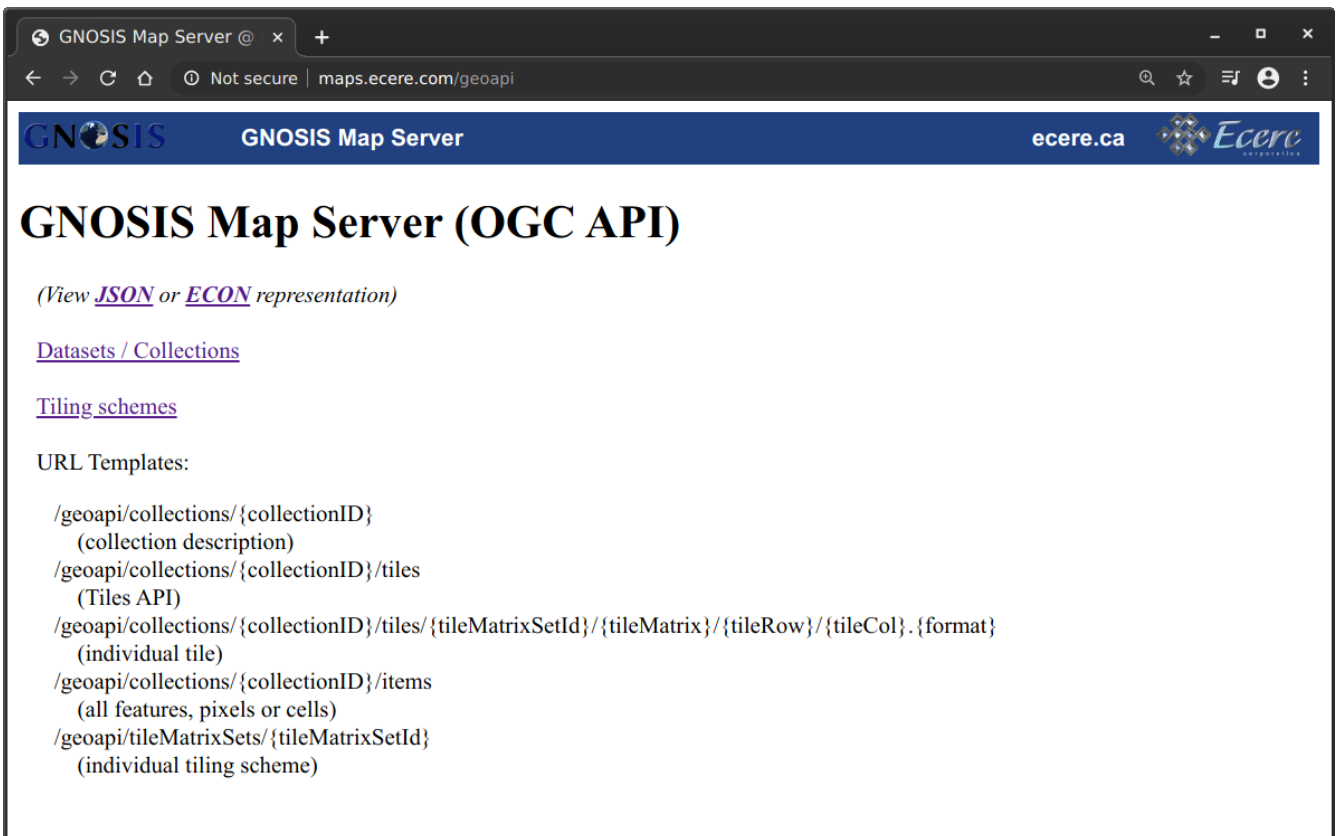 GNOSIS Map Server @
Not secure | maps.ecere.com/geoapi
GNOSIS GNOSIS Map Server ecere.ca Ecere corporation
GNOSIS Map Server (OGC API)
(View JSON or ECON representation)
Datasets / Collections
Tiling schemes
URL Templates:
/geoapi/collections/{collectionID}
(collection description)
/geoapi/collections/{collectionID}/tiles
(Tiles API)
/geoapi/collections/{collectionID}/tiles/{tileMatrixSetId}/{tileMatrix}/{tileRow}/{tileCol}.{format}
(individual tile)
/geoapi/collections/{collectionID}/items
(all features, pixels or cells)
/geoapi/tileMatrixSets/{tileMatrixSetId}
(individual tiling scheme)